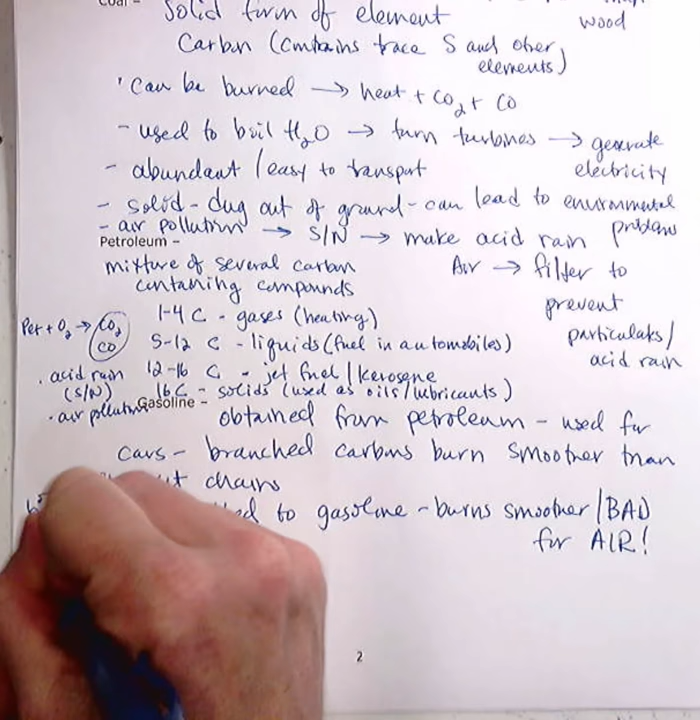 Coal -
solid form of element
wood
Carbon (contains trace S and other elements)
'can be burned → heat + CO2 + CO
- used to boil H2O → turn turbines → generate electricity
- abundant / easy to transport
- solid - dug out of ground - can lead to environmental problems
- air pollution → S/N → make acid rain
Petroleum -
mixture of several carbon containing compounds
Air → filter to prevent particulates / acid rain
1-4 C - gases (heating)
Pet + O2 → CO2 CO
5-12 C - liquids (fuel in automobiles)
. acid rain (S/N)
12-16 C - jet fuel / kerosene
16 C - solids (used as oils/lubricants)
. air pollution
Gasoline -
obtained from petroleum - used for
cars - branched carbons burn smoother than
chains
to gasoline - burns smoother / BAD
for AIR!
2